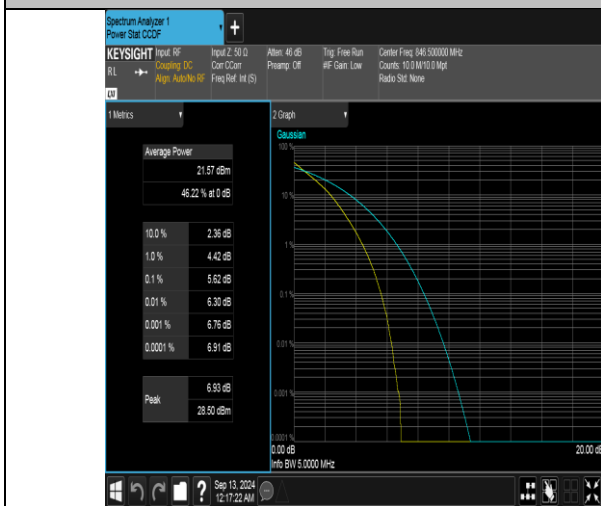 Spectrum Analyzer 1
Power Stat CCDF
+
KEYSIGHT
RL
Input: RF
Coupling: DC
Align: Auto/No RF
Input Z: 50 Ω
Corr CCorr
Freq Ref: Int (S)
Atten: 46 dB
Preamp: Off
Trig: Free Run
#IF Gain: Low
Center Freq: 846.500000 MHz
Counts: 10.0 M/10.0 Mpt
Radio Std: None
1 Metrics
Average Power
21.57 dBm
46.22 % at 0 dB
10.0 % 2.36 dB
1.0 % 4.42 dB
0.1 % 5.62 dB
0.01 % 6.30 dB
0.001 % 6.76 dB
0.0001 % 6.91 dB
Peak
6.93 dB
28.50 dBm
2 Graph
Gaussian
100 %
10 %
1 %
0.1 %
0.01 %
0.001 %
0.0001 %
0.00 dB
20.00 dB
Info BW 5.0000 MHz
?
Sep 13, 2024
12:17:22 AM